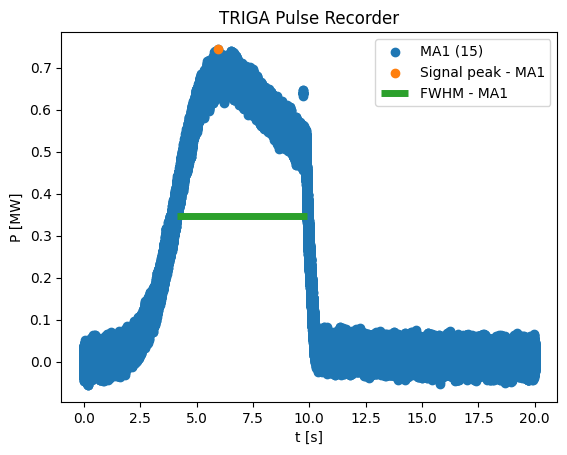 TRIGA Pulse Recorder
MA1 (15)
Signal peak - MA1
FWHM - MA1
P [MW]
0.7
0.6
0.5
0.4
0.3
0.2
0.1
0.0
0.0 2.5 5.0 7.5 10.0 12.5 15.0 17.5 20.0
t [s]